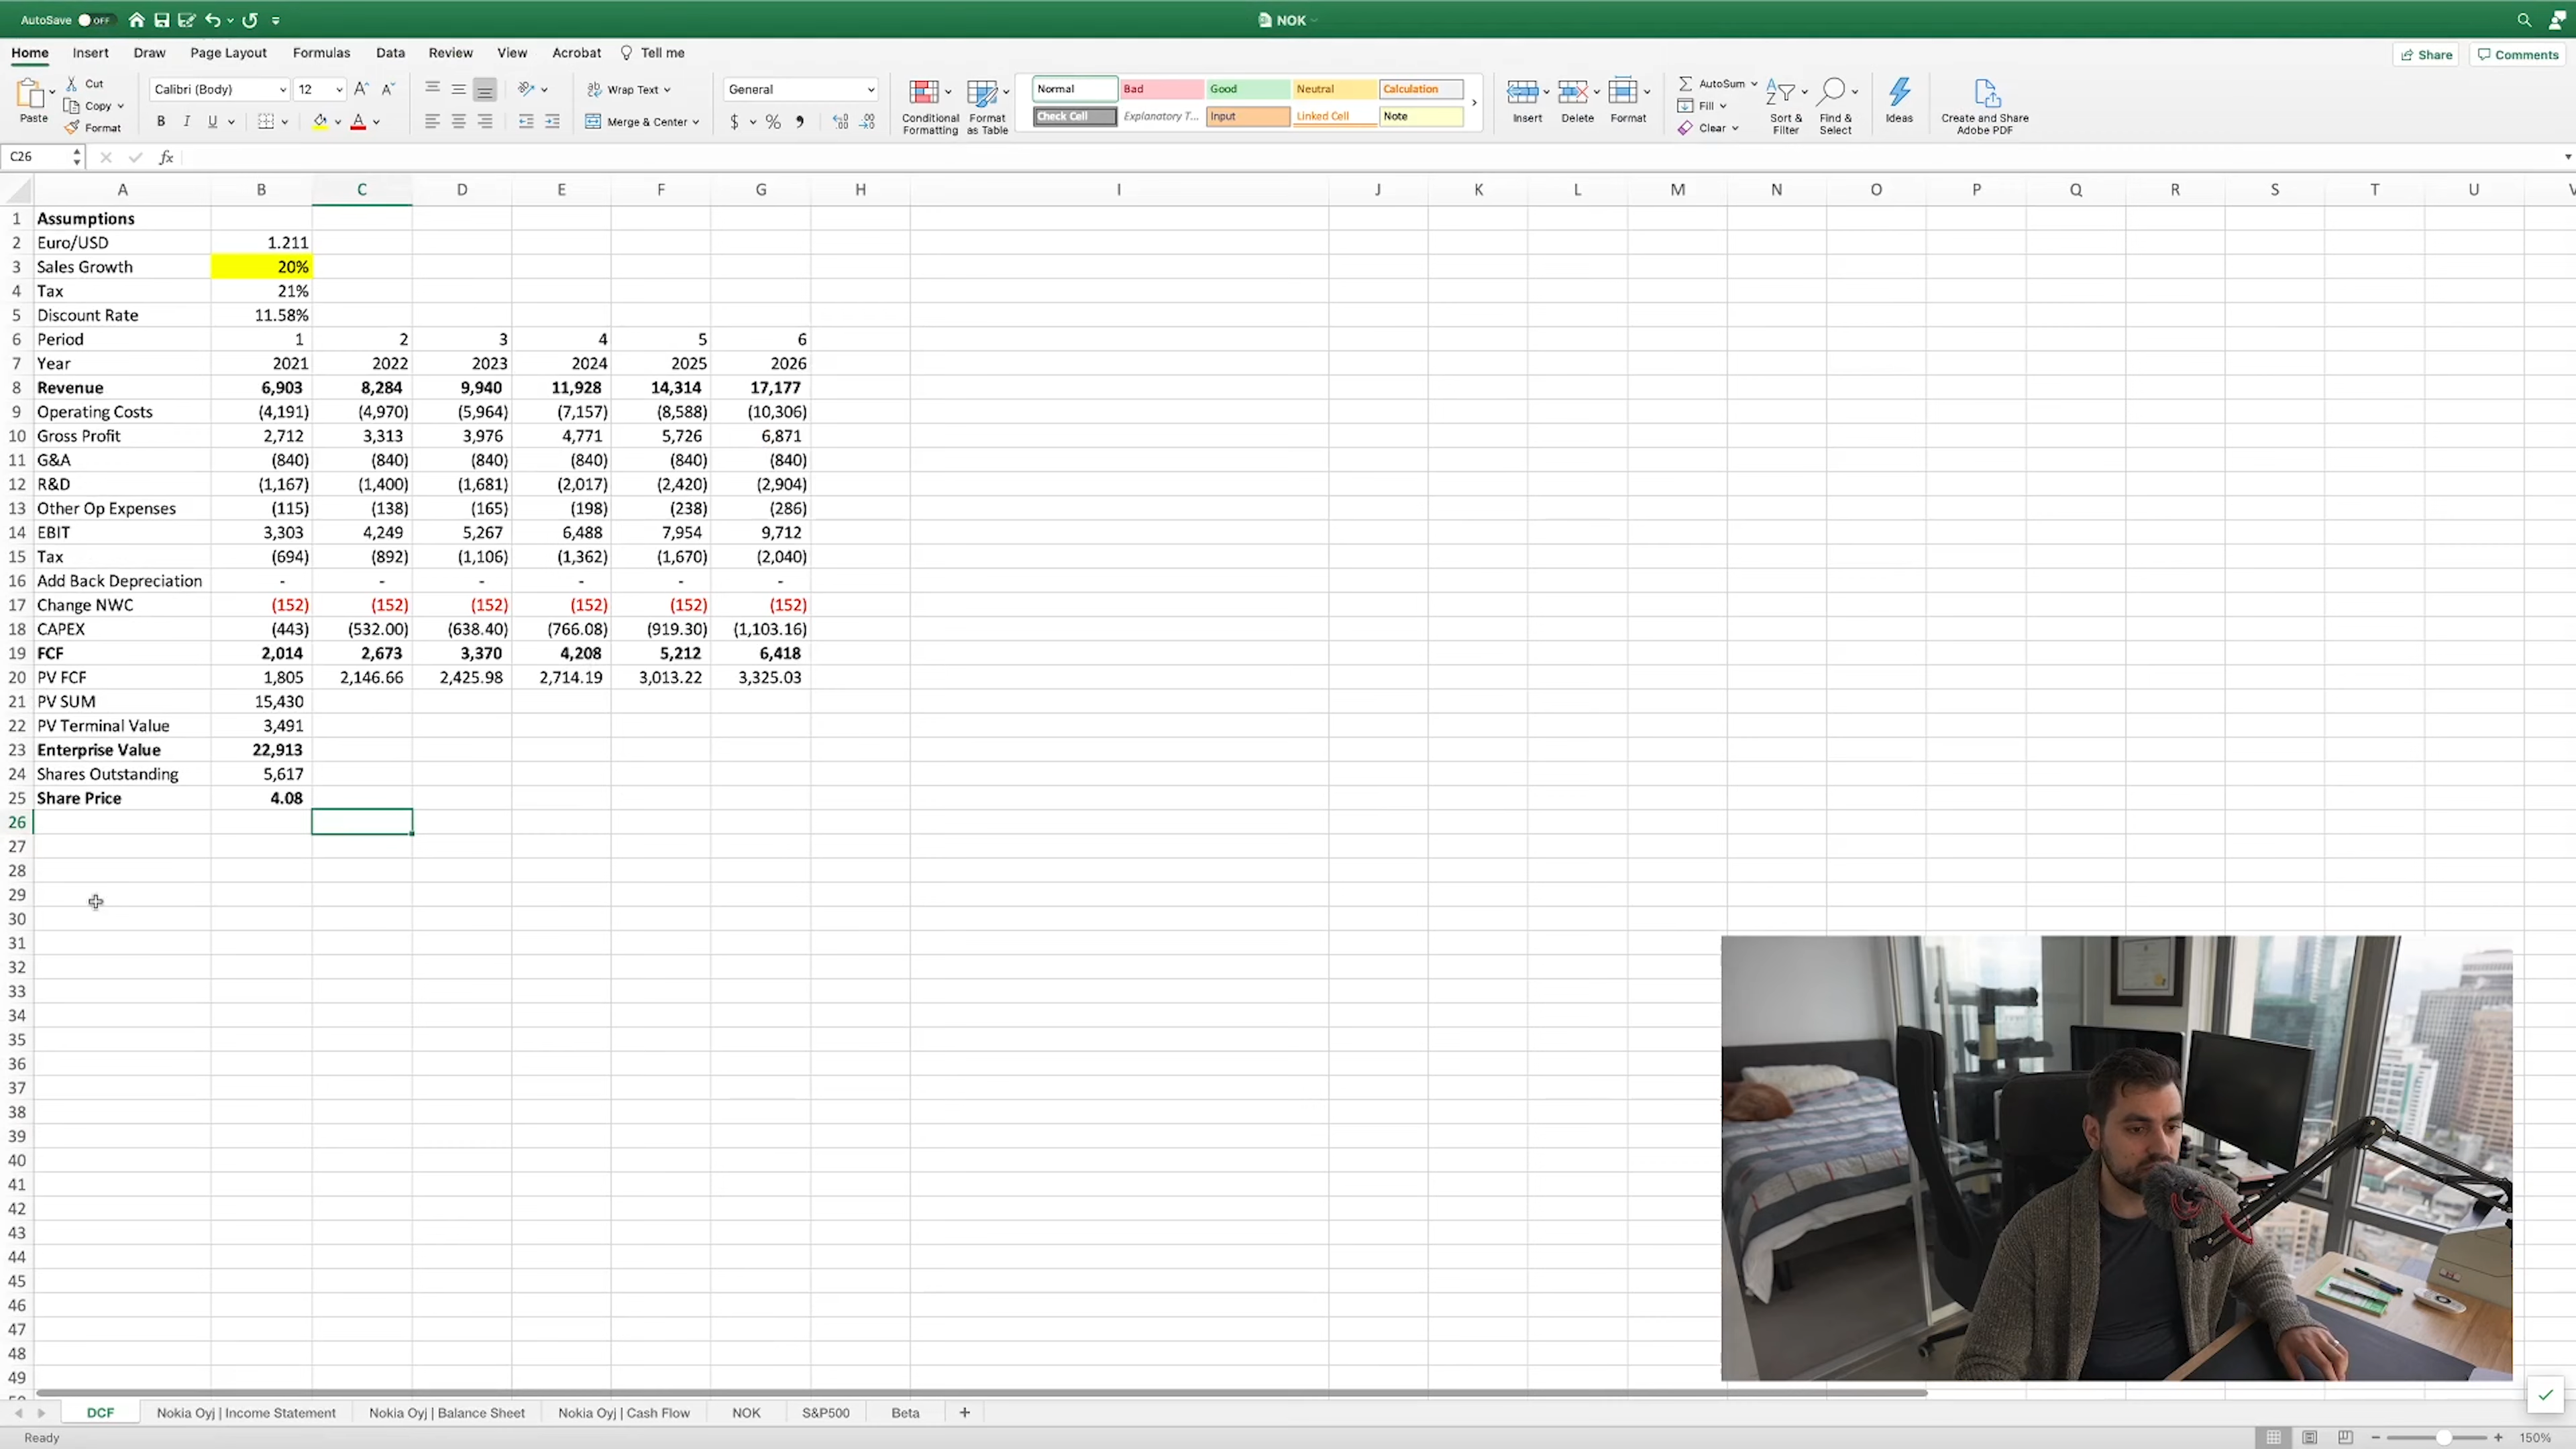 AutoSave OFF NOK
Home Insert Draw Page Layout Formulas Data Review View Acrobat Tell me Share Comments
Paste Cut Copy Format
Calibri (Body) 12
B I U A
ab Wrap Text
Merge & Center
General
$ % 9
Conditional Formatting
Format as Table
Normal Bad Good Neutral Calculation
Check Cell Explanatory T... Input Linked Cell Note
Insert Delete Format
AutoSum
Fill
Clear
Sort & Filter
Find & Select
Ideas
Create and Share Adobe PDF
C26 fx
A B C D E F G H I J K L M N O P Q R S T U V
1 Assumptions
2 Euro/USD 1.211
3 Sales Growth 20%
4 Tax 21%
5 Discount Rate 11.58%
6 Period 1 2 3 4 5 6
7 Year 2021 2022 2023 2024 2025 2026
8 Revenue 6,903 8,284 9,940 11,928 14,314 17,177
9 Operating Costs (4,191) (4,970) (5,964) (7,157) (8,588) (10,306)
10 Gross Profit 2,712 3,313 3,976 4,771 5,726 6,871
11 G&A (840) (840) (840) (840) (840) (840)
12 R&D (1,167) (1,400) (1,681) (2,017) (2,420) (2,904)
13 Other Op Expenses (115) (138) (165) (198) (238) (286)
14 EBIT 3,303 4,249 5,267 6,488 7,954 9,712
15 Tax (694) (892) (1,106) (1,362) (1,670) (2,040)
16 Add Back Depreciation - - - - - -
17 Change NWC (152) (152) (152) (152) (152) (152)
18 CAPEX (443) (532.00) (638.40) (766.08) (919.30) (1,103.16)
19 FCF 2,014 2,673 3,370 4,208 5,212 6,418
20 PV FCF 1,805 2,146.66 2,425.98 2,714.19 3,013.22 3,325.03
21 PV SUM 15,430
22 PV Terminal Value 3,491
23 Enterprise Value 22,913
24 Shares Outstanding 5,617
25 Share Price 4.08
26
27
28
29
30
31
32
33
34
35
36
37
38
39
40
41
42
43
44
45
46
47
48
49
DCF Nokia Oyj | Income Statement Nokia Oyj | Balance Sheet Nokia Oyj | Cash Flow NOK S&P500 Beta +
Ready 150%